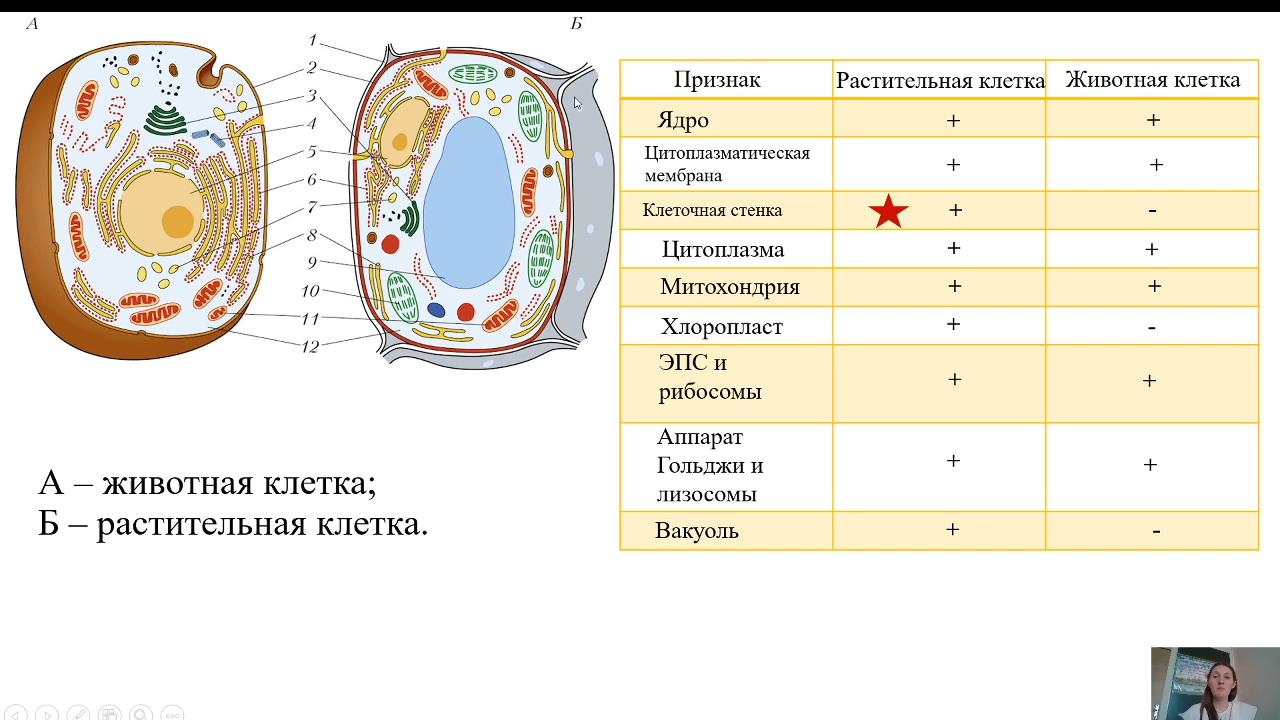 А
Б
1
2
3
4
5
6
7
8
9
10
11
12
А – животная клетка;
Б – растительная клетка.
Признак Растительная клетка Животная клетка
Ядро + +
Цитоплазматическая
мембрана + +
Клеточная стенка + -
Цитоплазма + +
Митохондрия + +
Хлоропласт + -
ЭПС и
рибосомы + +
Аппарат
Гольджи и
лизосомы + +
Вакуоль + -